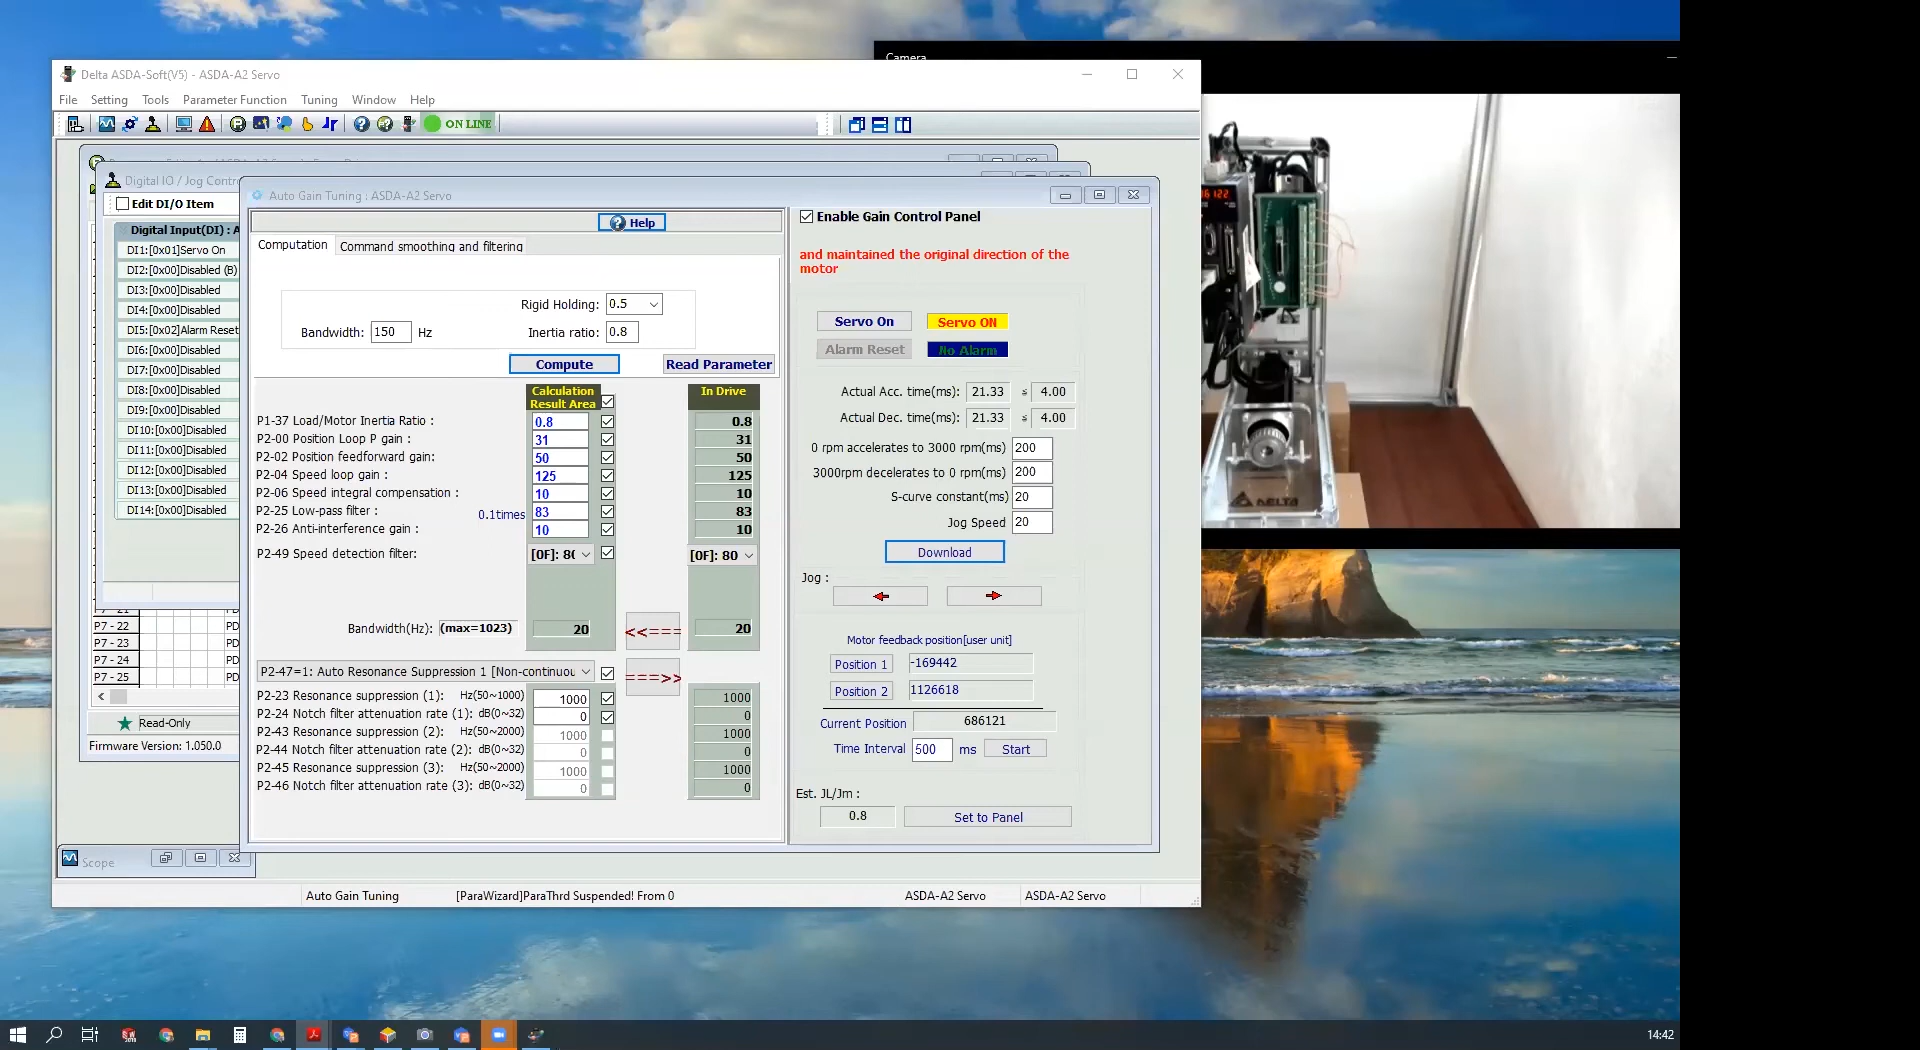 Camera
Delta ASDA-Soft(V5) - ASDA-A2 Servo
File Setting Tools Parameter Function Tuning Window Help
ON LINE
Digital IO / Jog Contr
Edit DI/O Item
Digital Input(DI) : A
DI1:[0x01]Servo On
DI2:[0x00]Disabled (B)
DI3:[0x00]Disabled
DI4:[0x00]Disabled
DI5:[0x02]Alarm Reset
DI6:[0x00]Disabled
DI7:[0x00]Disabled
DI8:[0x00]Disabled
DI9:[0x00]Disabled
DI10:[0x00]Disabled
DI11:[0x00]Disabled
DI12:[0x00]Disabled
DI13:[0x00]Disabled
DI14:[0x00]Disabled
P7 - 21
P7 - 22 PD
P7 - 23 PD
P7 - 24 PD
P7 - 25 PD
Read-Only
Firmware Version: 1.050.0
Scope
Auto Gain Tuning : ASDA-A2 Servo
Help
Computation Command smoothing and filtering
Rigid Holding: 0.5
Bandwidth: 150 Hz Inertia ratio: 0.8
Compute Read Parameter
Calculation Result Area In Drive
P1-37 Load/Motor Inertia Ratio : 0.8 0.8
P2-00 Position Loop P gain : 31 31
P2-02 Position feedforward gain: 50 50
P2-04 Speed loop gain : 125 125
P2-06 Speed integral compensation : 10 10
P2-25 Low-pass filter : 0.1times 83 83
P2-26 Anti-interference gain : 10 10
P2-49 Speed detection filter: [0F]: 8( [0F]: 80
Bandwidth(Hz): (max=1023) 20 <<=== 20
P2-47=1: Auto Resonance Suppression 1 [Non-continuou ===>>
P2-23 Resonance suppression (1): Hz(50~1000) 1000 1000
P2-24 Notch filter attenuation rate (1): dB(0~32) 0 0
P2-43 Resonance suppression (2): Hz(50~2000) 1000 1000
P2-44 Notch filter attenuation rate (2): dB(0~32) 0 0
P2-45 Resonance suppression (3): Hz(50~2000) 1000 1000
P2-46 Notch filter attenuation rate (3): dB(0~32) 0 0
Enable Gain Control Panel
and maintained the original direction of the
motor
Servo On Servo ON
Alarm Reset No Alarm
Actual Acc. time(ms): 21.33 ≤ 4.00
Actual Dec. time(ms): 21.33 ≤ 4.00
0 rpm accelerates to 3000 rpm(ms) 200
3000rpm decelerates to 0 rpm(ms) 200
S-curve constant(ms) 20
Jog Speed 20
Download
Jog :
Motor feedback position[user unit]
Position 1 -169442
Position 2 1126618
Current Position 686121
Time Interval 500 ms Start
Est. JL/Jm :
0.8 Set to Panel
Auto Gain Tuning [ParaWizard]ParaThrd Suspended! From 0 ASDA-A2 Servo ASDA-A2 Servo
DELTA
14:42